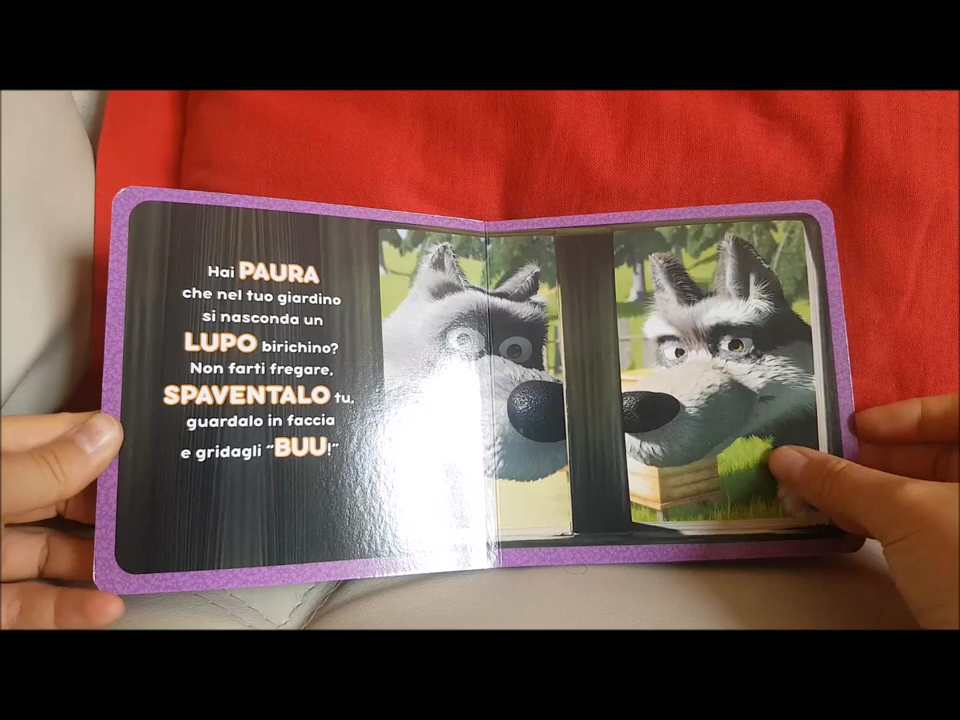 Hai PAURA
che nel tuo giardino
si nasconda un
LUPO birichino?
Non farti fregare,
SPAVENTALO tu,
guardalo in faccia
e gridagli “BUU!”